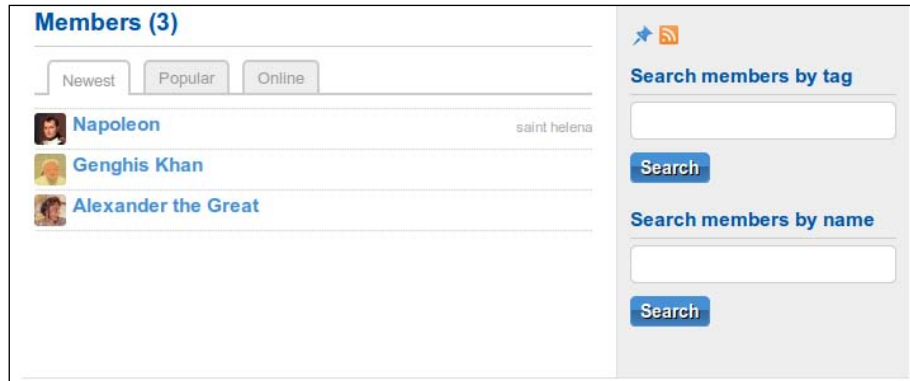 Members (3)
Newest
Popular
Online
Napoleon
saint helena
Genghis Khan
Alexander the Great
Search members by tag
Search
Search members by name
Search